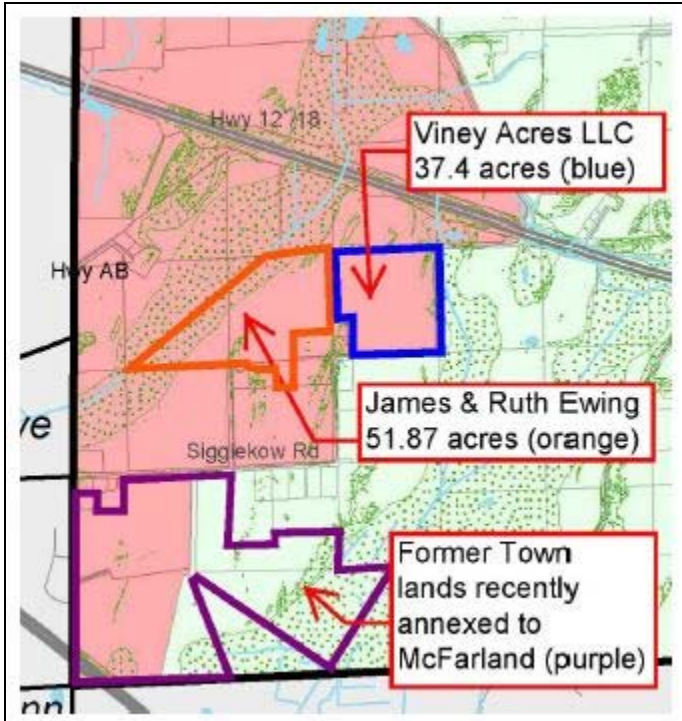 Hwy 12 / 18
Viney Acres LLC
37.4 acres (blue)
Hwy AB
James & Ruth Ewing
51.87 acres (orange)
Sigglekow Rd
Former Town
lands recently
annexed to
McFarland (purple)